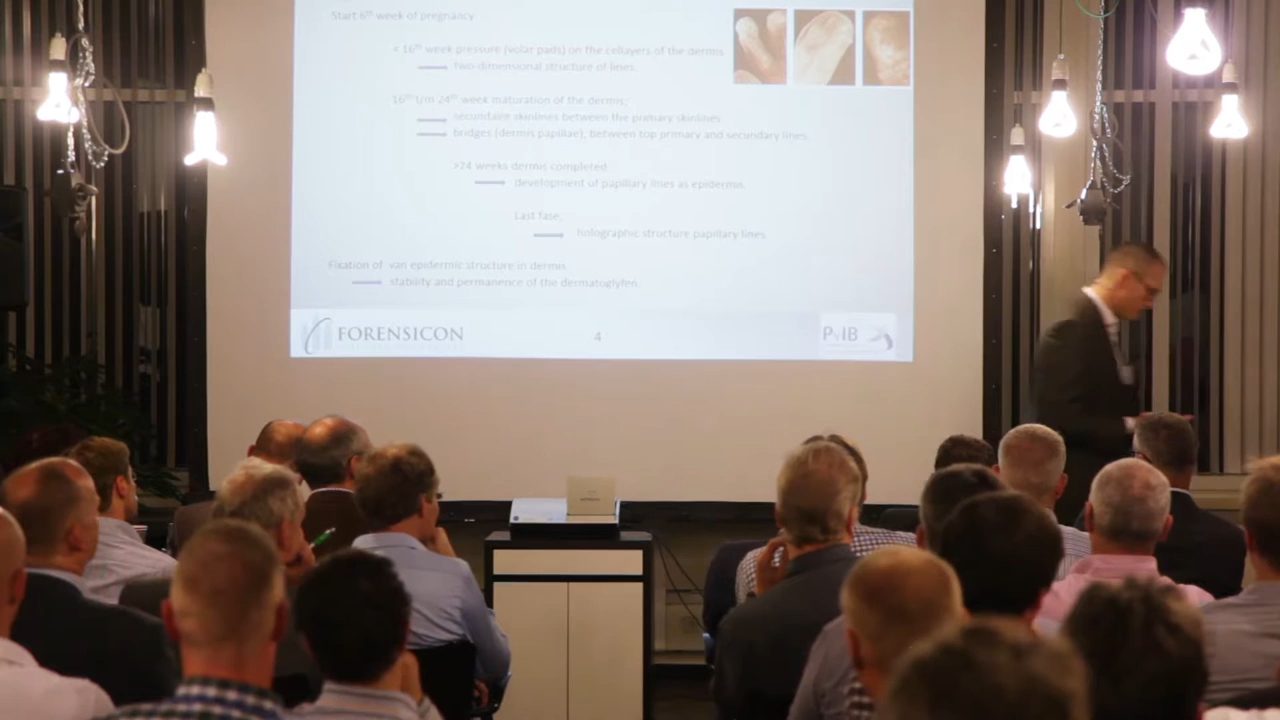 Start 6th week of pregnancy
< 16th week pressure (volar pads) on the cellayers of the dermis
two-dimensional structure of lines.
16th t/m 24th week maturation of the dermis;
secundaire skinlines between the primary skinlines
bridges (dermis papillae), between top primary and secundary lines.
>24 weeks dermis completed
development of papillary lines as epidermis.
Last fase:
holographic structure papillary lines.
Fixation of van epidermic structure in dermis
stability and permanence of the dermatoglyfen.
FORENSICON
4
PvIB